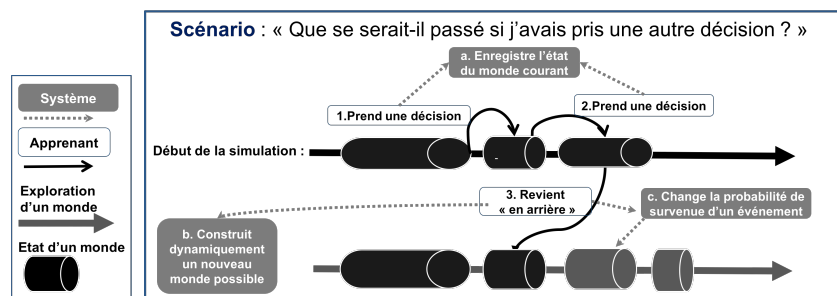 Scénario : « Que se serait-il passé si j’avais pris une autre décision ? »
a. Enregistre l’état
du monde courant
Système
Apprenant
Exploration
d’un monde
Etat d’un monde
1.Prend une décision
2.Prend une décision
Début de la simulation :
3. Revient
« en arrière »
c. Change la probabilité de
survenue d’un événement
b. Construit
dynamiquement
un nouveau
monde possible